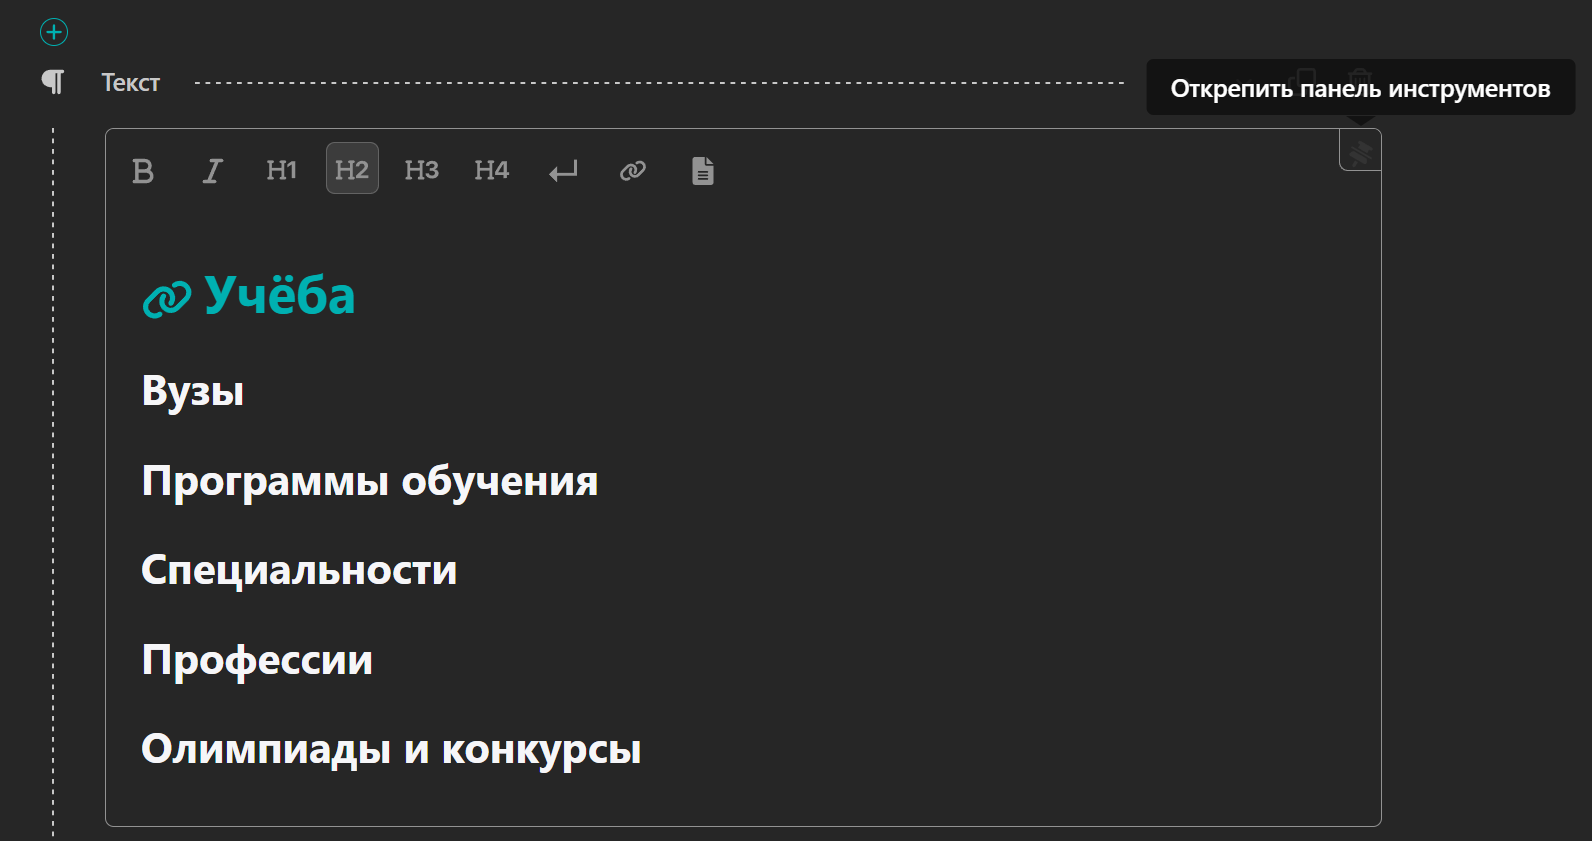 Текст
Открепить панель инструментов
B I H1 H2 H3 H4
Учёба
Вузы
Программы обучения
Специальности
Профессии
Олимпиады и конкурсы